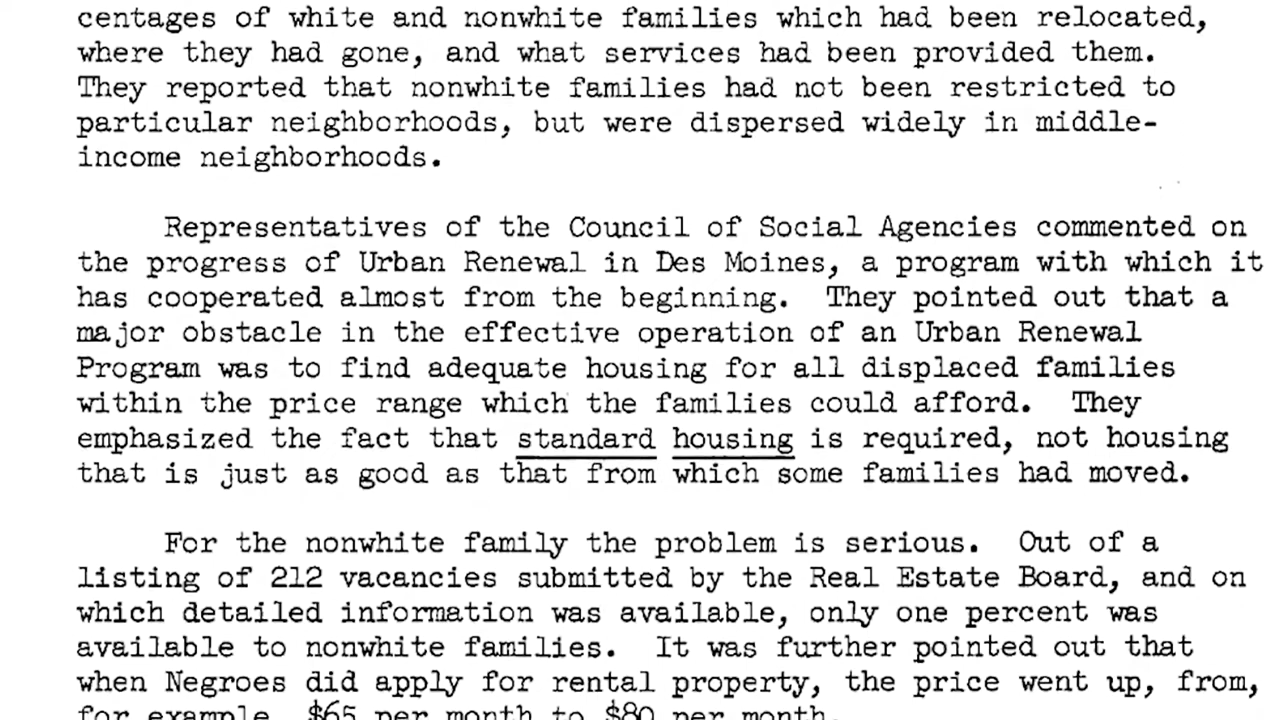 centages of white and nonwhite families which had been relocated,
where they had gone, and what services had been provided them.
They reported that nonwhite families had not been restricted to
particular neighborhoods, but were dispersed widely in middle-
income neighborhoods.
Representatives of the Council of Social Agencies commented on
the progress of Urban Renewal in Des Moines, a program with which it
has cooperated almost from the beginning. They pointed out that a
major obstacle in the effective operation of an Urban Renewal
Program was to find adequate housing for all displaced families
within the price range which the families could afford. They
emphasized the fact that standard housing is required, not housing
that is just as good as that from which some families had moved.
For the nonwhite family the problem is serious. Out of a
listing of 212 vacancies submitted by the Real Estate Board, and on
which detailed information was available, only one percent was
available to nonwhite families. It was further pointed out that
when Negroes did apply for rental property, the price went up, from,
for example, $65 per month to $80 per month.